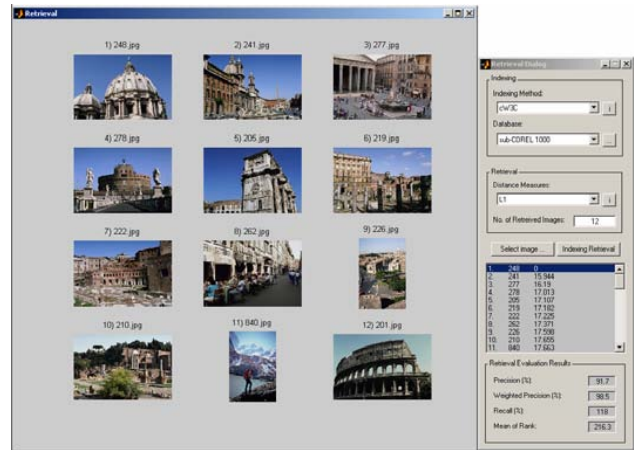 Retrieval
1) 248.jpg
2) 241.jpg
3) 277.jpg
4) 278.jpg
5) 205.jpg
6) 219.jpg
7) 222.jpg
8) 262.jpg
9) 226.jpg
10) 210.jpg
11) 840.jpg
12) 201.jpg
Retrieval Dialog
Indexing
Indexing Method:
cW3C
i
Database:
sub-COREL 1000
...
Retrieval
Distance Measures:
L1
i
No. of Retreived Images: 12
Select image ... Indexing Retrieval
1. 248 0
2. 241 15.944
3. 277 16.19
4. 278 17.013
5. 205 17.107
6. 219 17.182
7. 222 17.225
8. 262 17.371
9. 226 17.598
10. 210 17.655
11. 840 17.663
Retrieval Evaluation Results
Precision (%): 91.7
Weighted Precision (%): 98.5
Recall (%): 118
Mean of Rank: 216.3